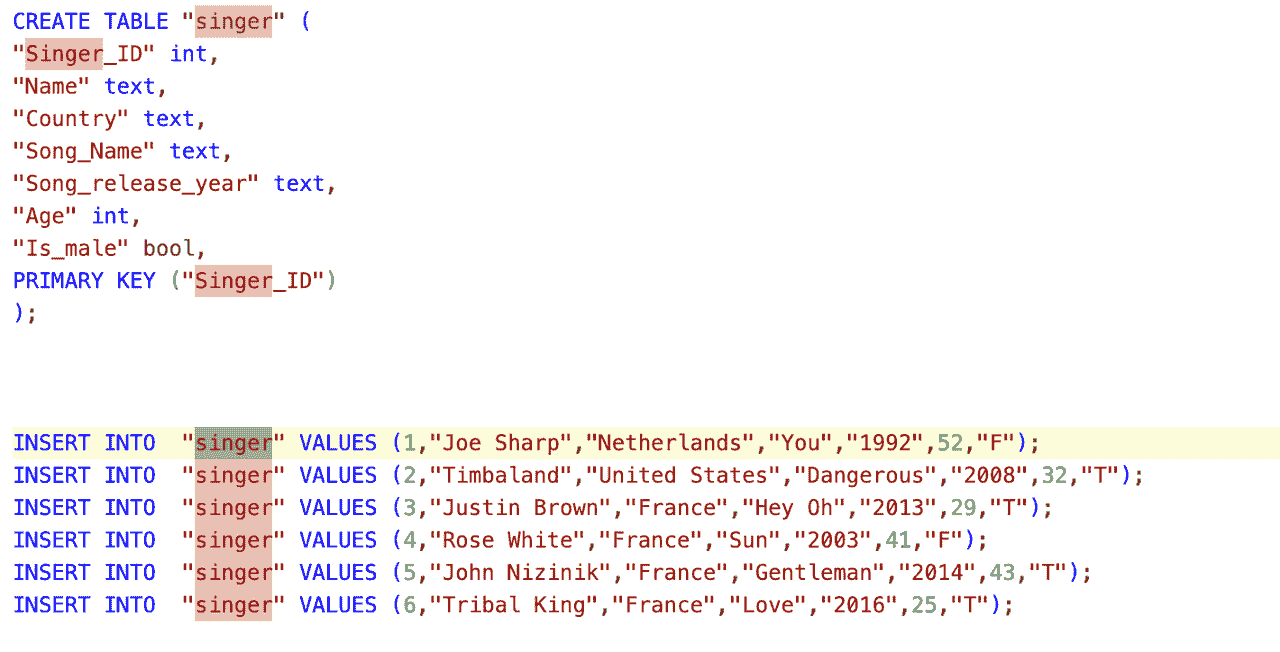 CREATE TABLE "singer" (
"Singer_ID" int,
"Name" text,
"Country" text,
"Song_Name" text,
"Song_release_year" text,
"Age" int,
"Is_male" bool,
PRIMARY KEY ("Singer_ID")
);
INSERT INTO  "singer" VALUES (1,"Joe Sharp","Netherlands","You","1992",52,"F");
INSERT INTO  "singer" VALUES (2,"Timbaland","United States","Dangerous","2008",32,"T");
INSERT INTO  "singer" VALUES (3,"Justin Brown","France","Hey Oh","2013",29,"T");
INSERT INTO  "singer" VALUES (4,"Rose White","France","Sun","2003",41,"F");
INSERT INTO  "singer" VALUES (5,"John Nizinik","France","Gentleman","2014",43,"T");
INSERT INTO  "singer" VALUES (6,"Tribal King","France","Love","2016",25,"T");